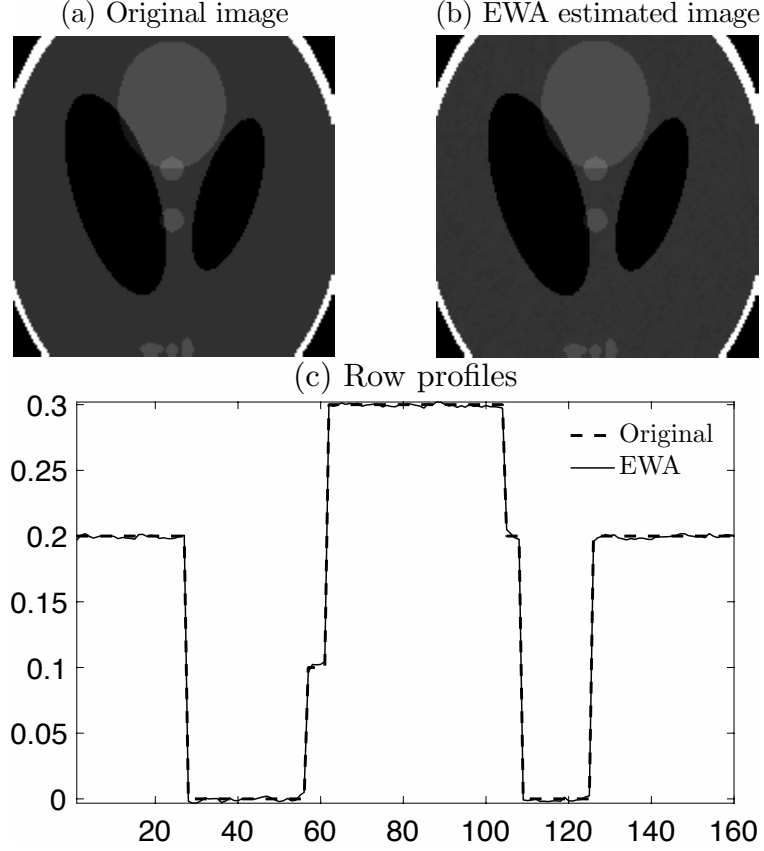 (a) Original image
(b) EWA estimated image
(c) Row profiles
0.3
0.25
0.2
0.15
0.1
0.05
0
Original
EWA
20 40 60 80 100 120 140 160